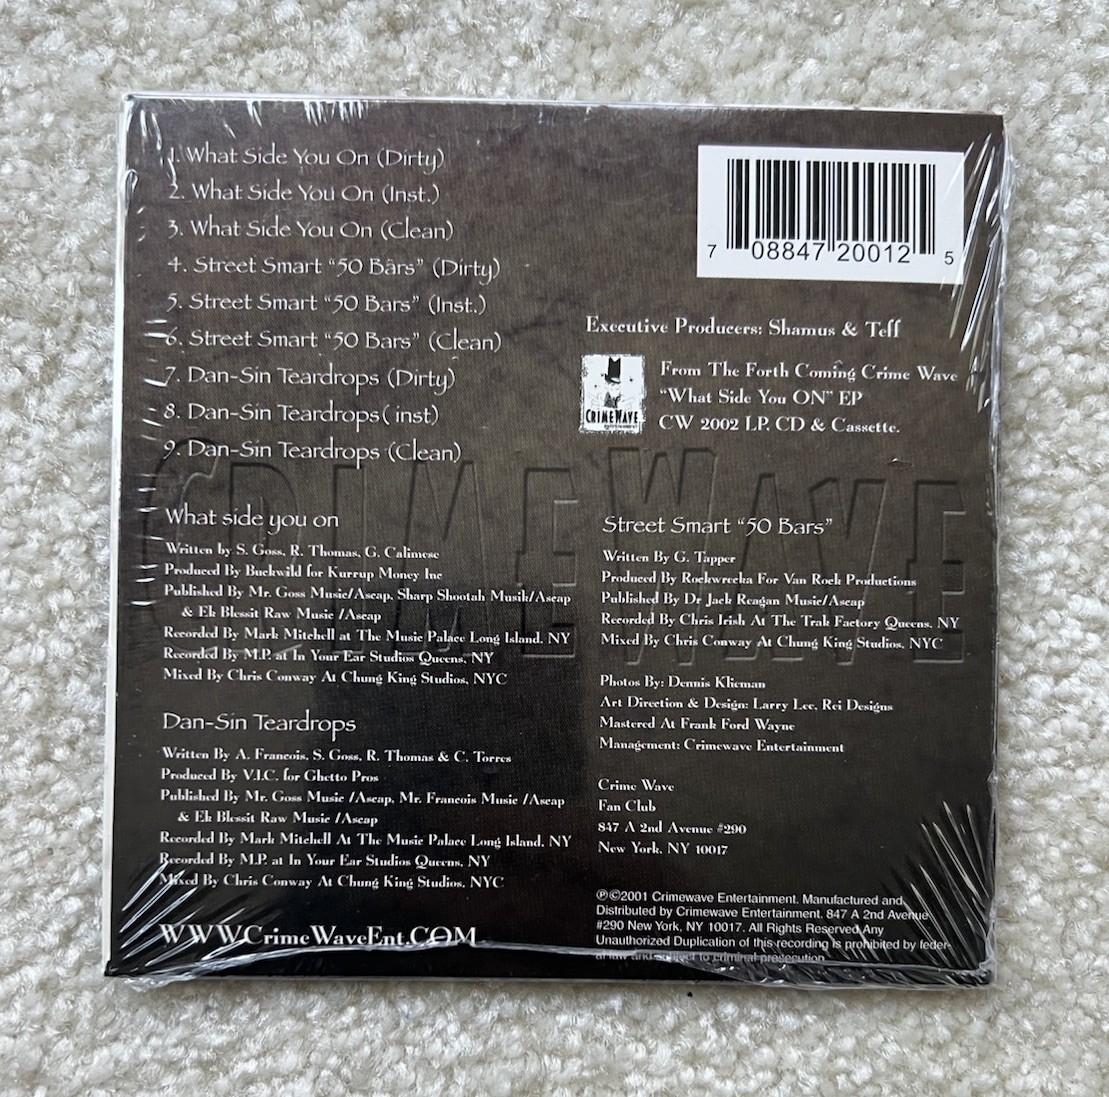 1. What Side You On (Dirty)
2. What Side You On (Inst.)
3. What Side You On (Clean)
4. Street Smart “50 Bars” (Dirty)
5. Street Smart “50 Bars” (Inst.)
6. Street Smart “50 Bars” (Clean)
7. Dan-Sin Teardrops (Dirty)
8. Dan-Sin Teardrops( inst)
9. Dan-Sin Teardrops (Clean)
7 08847 20012 5
Executive Producers: Shamus & Teff
CRIMEWAVE
entertainment
From The Forth Coming Crime Wave
“What Side You ON” EP
CW 2002 LP, CD & Cassette.
CRIME WAVE
What side you on
Written by S. Goss, R. Thomas, G. Calimese
Produced By Buckwild for Kurrup Money Inc
Published By Mr. Goss Music/Ascap, Sharp Shootah Musik/Ascap
& Ek Blessit Raw Music /Ascap
Recorded By Mark Mitchell at The Music Palace Long Island, NY
Recorded By M.P. at In Your Ear Studios Queens, NY
Mixed By Chris Conway At Chung King Studios, NYC
Dan-Sin Teardrops
Written By A. Francois, S. Goss, R. Thomas & C. Torres
Produced By V.I.C. for Ghetto Pros
Published By Mr. Goss Music /Ascap, Mr. Francois Music /Ascap
& Ek Blessit Raw Music /Ascap
Recorded By Mark Mitchell At The Music Palace Long Island, NY
Recorded By M.P. at In Your Ear Studios Queens, NY
Mixed By Chris Conway At Chung King Studios, NYC
WWWCrimeWaveEnt.COM
Street Smart “50 Bars”
Written By G. Tapper
Produced By Rockwrecka For Van Rock Productions
Published By Dr Jack Reagan Music/Ascap
Recorded By Chris Irish At The Trak Factory Queens, NY
Mixed By Chris Conway At Chung King Studios, NYC
Photos By: Dennis Klieman
Art Direction & Design: Larry Lee, Rei Designs
Mastered At Frank Ford Wayne
Management: Crimewave Entertainment
Crime Wave
Fan Club
847 A 2nd Avenue #290
New York, NY 10017
℗©2001 Crimewave Entertainment. Manufactured and
Distributed by Crimewave Entertainment. 847 A 2nd Avenue
#290 New York, NY 10017. All Rights Reserved Any
Unauthorized Duplication of this recording is prohibited by feder-
al law and subject to criminal prosecution